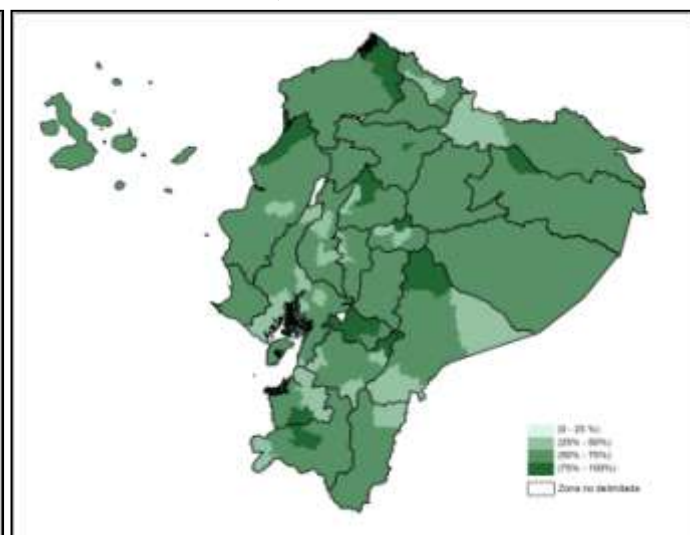 (0 - 25 %)
(25% - 50%)
(50% - 75%)
(75% - 100%)
Zona no delimitada